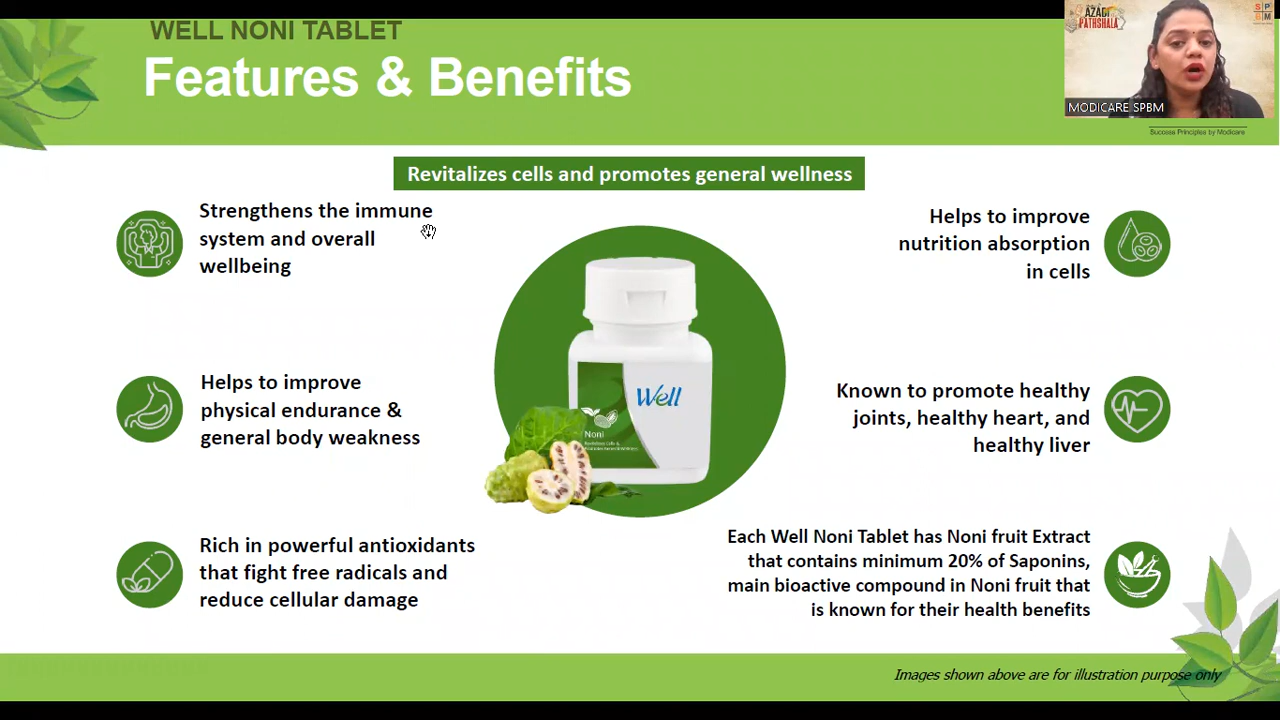 WELL NONI TABLET
Features & Benefits
AZADI
PATHSHALA
MODICARE SPBM
Success Principles by Modicare
Revitalizes cells and promotes general wellness
Strengthens the immune
system and overall
wellbeing
Helps to improve
physical endurance &
general body weakness
Rich in powerful antioxidants
that fight free radicals and
reduce cellular damage
Well
Noni
Helps to improve
nutrition absorption
in cells
Known to promote healthy
joints, healthy heart, and
healthy liver
Each Well Noni Tablet has Noni fruit Extract
that contains minimum 20% of Saponins,
main bioactive compound in Noni fruit that
is known for their health benefits
Images shown above are for illustration purpose only